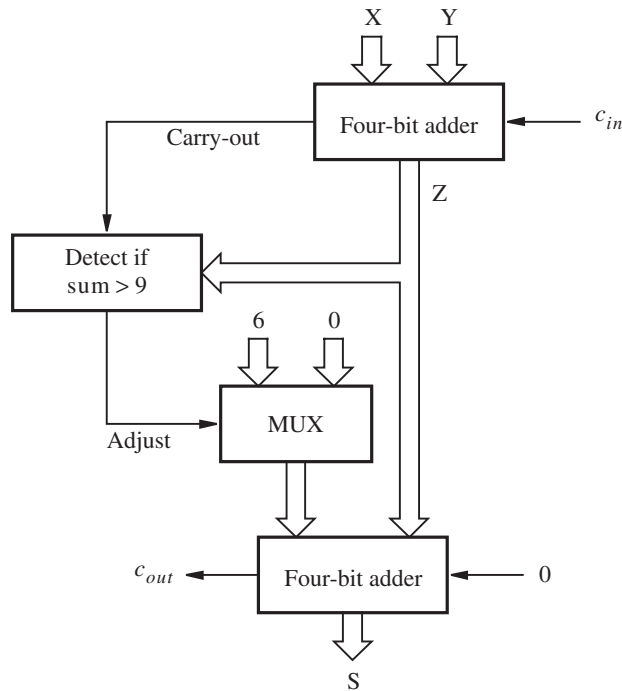 X Y
Four-bit adder
c_in
Carry-out
Z
Detect if
sum > 9
6 0
MUX
Adjust
c_out
Four-bit adder
0
S